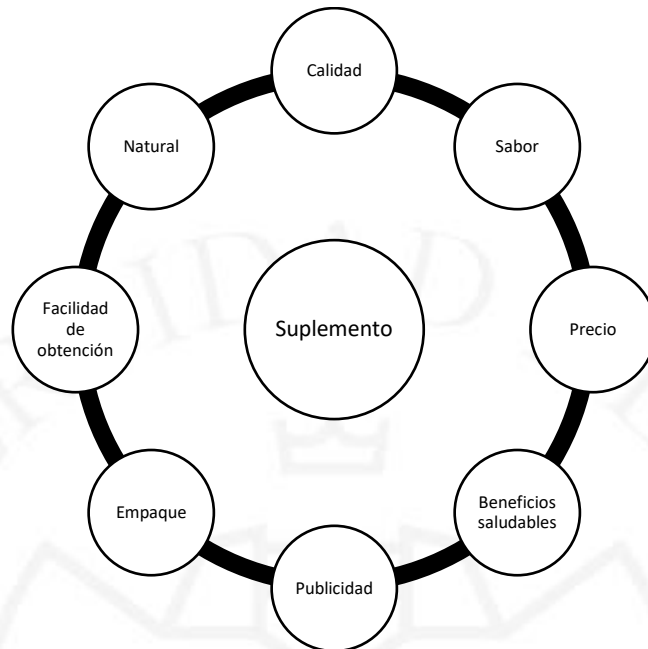 Calidad
Natural
Sabor
Facilidad
de
obtención
Suplemento
Precio
Empaque
Beneficios
saludables
Publicidad